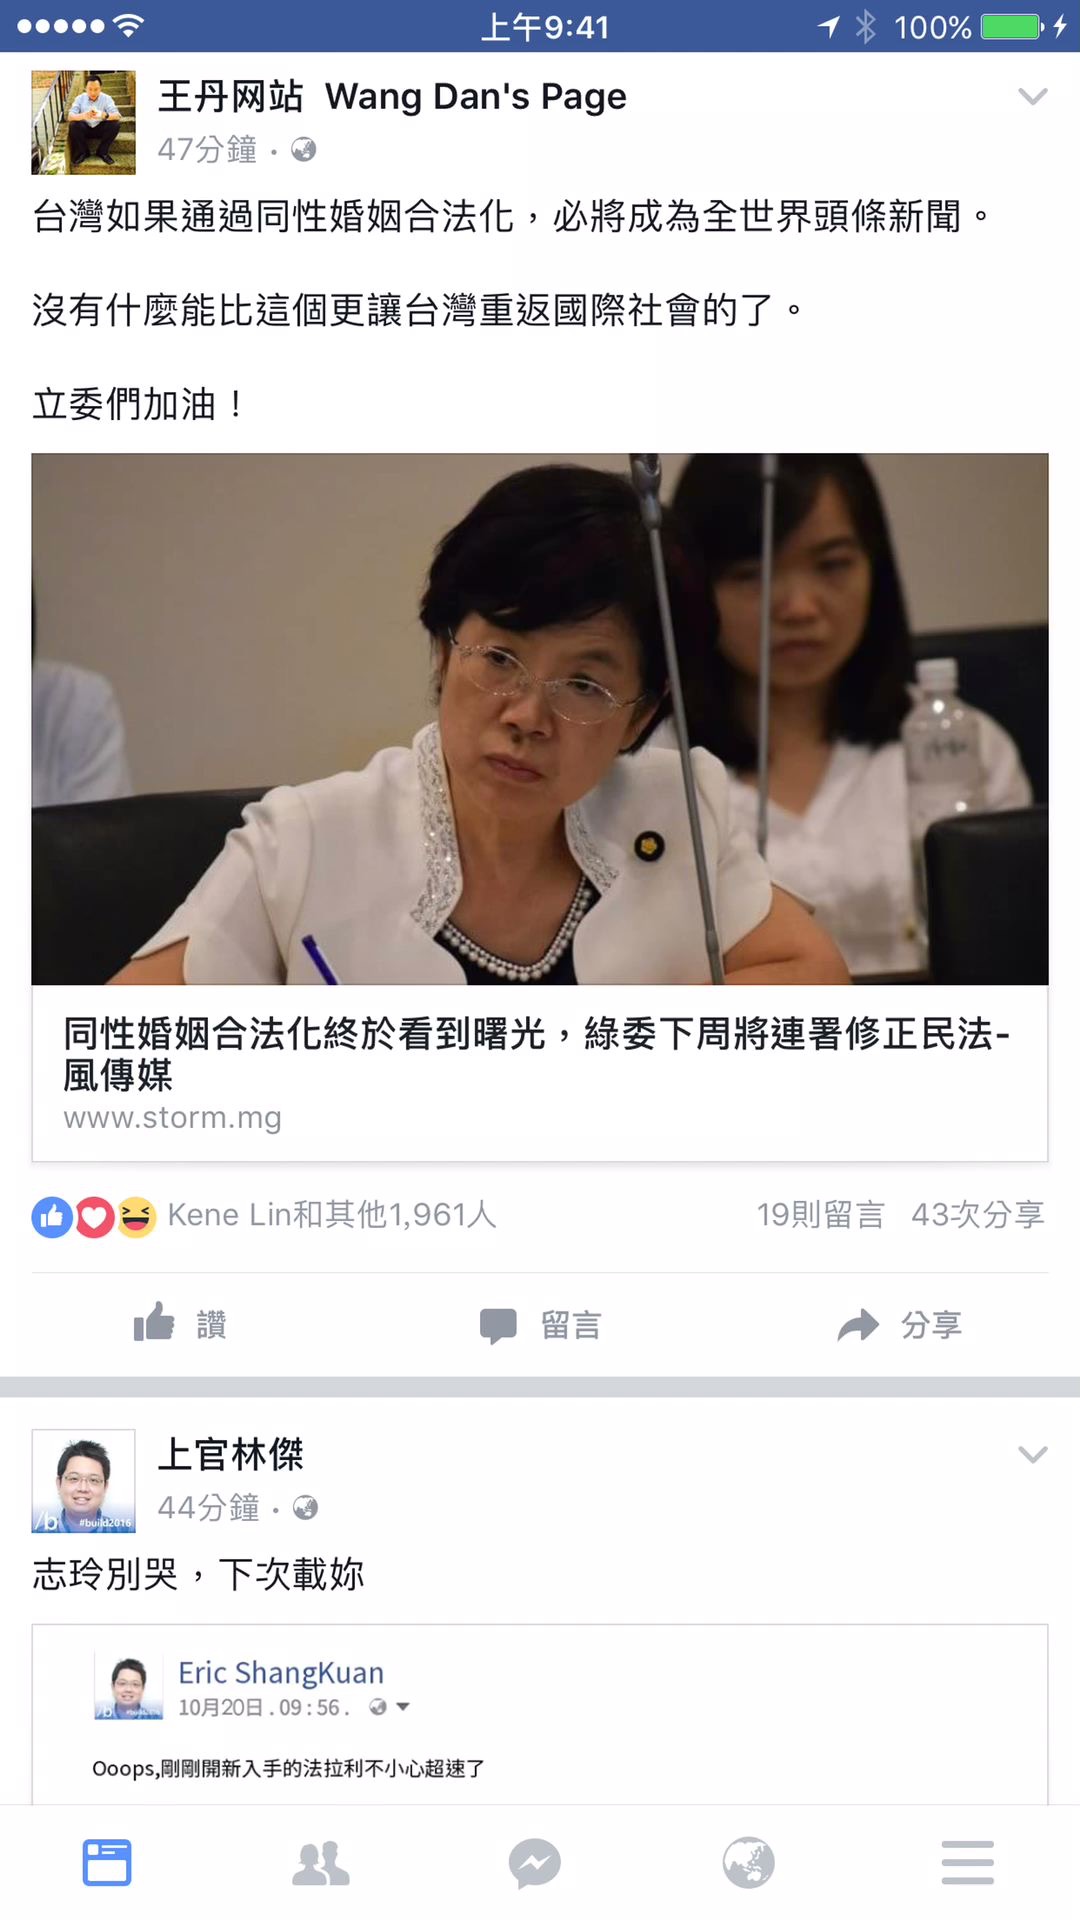 上午9:41
100%
王丹网站 Wang Dan's Page
47分鐘 ·
台灣如果通過同性婚姻合法化，必將成為全世界頭條新聞。
沒有什麼能比這個更讓台灣重返國際社會的了。
立委們加油！
同性婚姻合法化終於看到曙光，綠委下周將連署修正民法-
風傳媒
www.storm.mg
Kene Lin和其他1,961人
19則留言 43次分享
讚
留言
分享
上官林傑
44分鐘 ·
/b #build2016
志玲別哭，下次載妳
Eric ShangKuan
10月20日 . 09 : 56 .
Ooops,剛剛開新入手的法拉利不小心超速了